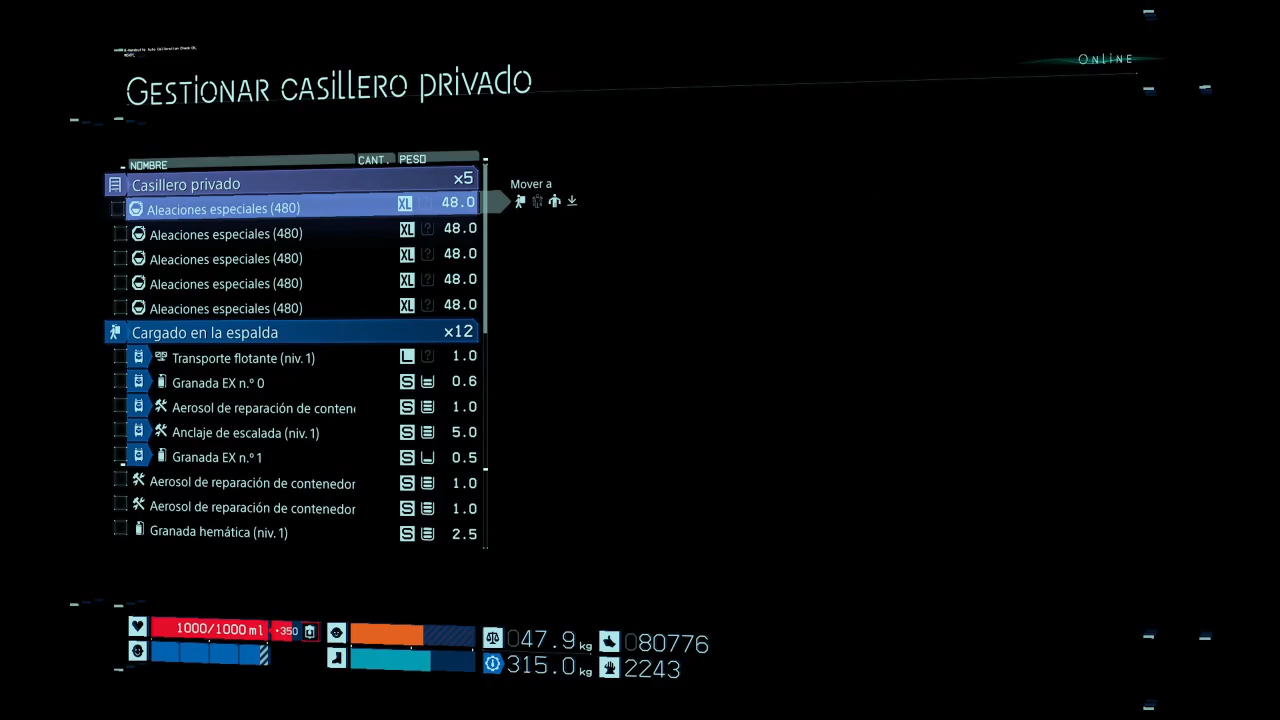 GESTIONAR CASILLERO PRIVADO
ONLINE
NOMBRE CANT. PESO
Casillero privado x5
Aleaciones especiales (480) XL 48.0
Aleaciones especiales (480) XL ? 48.0
Aleaciones especiales (480) XL ? 48.0
Aleaciones especiales (480) XL ? 48.0
Aleaciones especiales (480) XL ? 48.0
Mover a
Cargado en la espalda x12
Transporte flotante (niv. 1) L ? 1.0
Granada EX n.º 0 S 0.6
Aerosol de reparación de conten S 1.0
Anclaje de escalada (niv. 1) S 5.0
Granada EX n.º 1 S 0.5
Aerosol de reparación de contenedor S 1.0
Aerosol de reparación de contenedor S 1.0
Granada hemática (niv. 1) S 2.5
1000/1000 ml +350
047.9 kg 080776
315.0 kg 2243